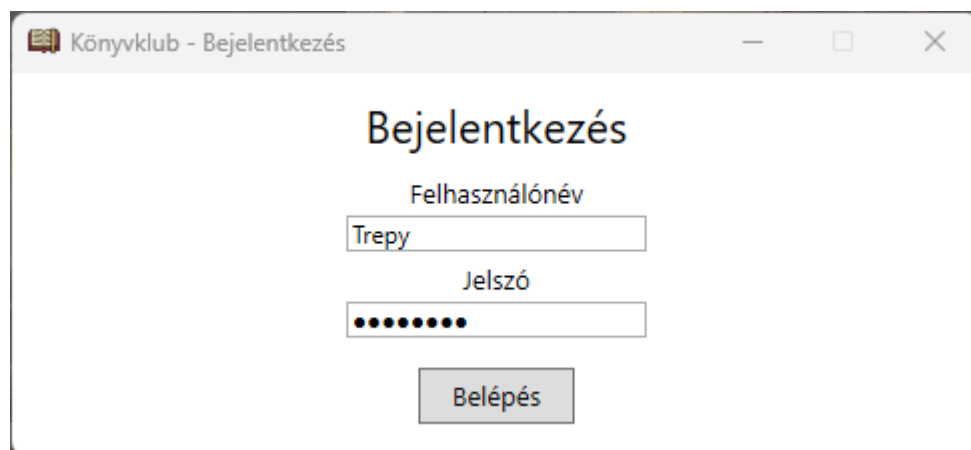 Könyvklub - Bejelentkezés
Bejelentkezés
Felhasználónév
Trepy
Jelszó
●●●●●●●●
Belépés